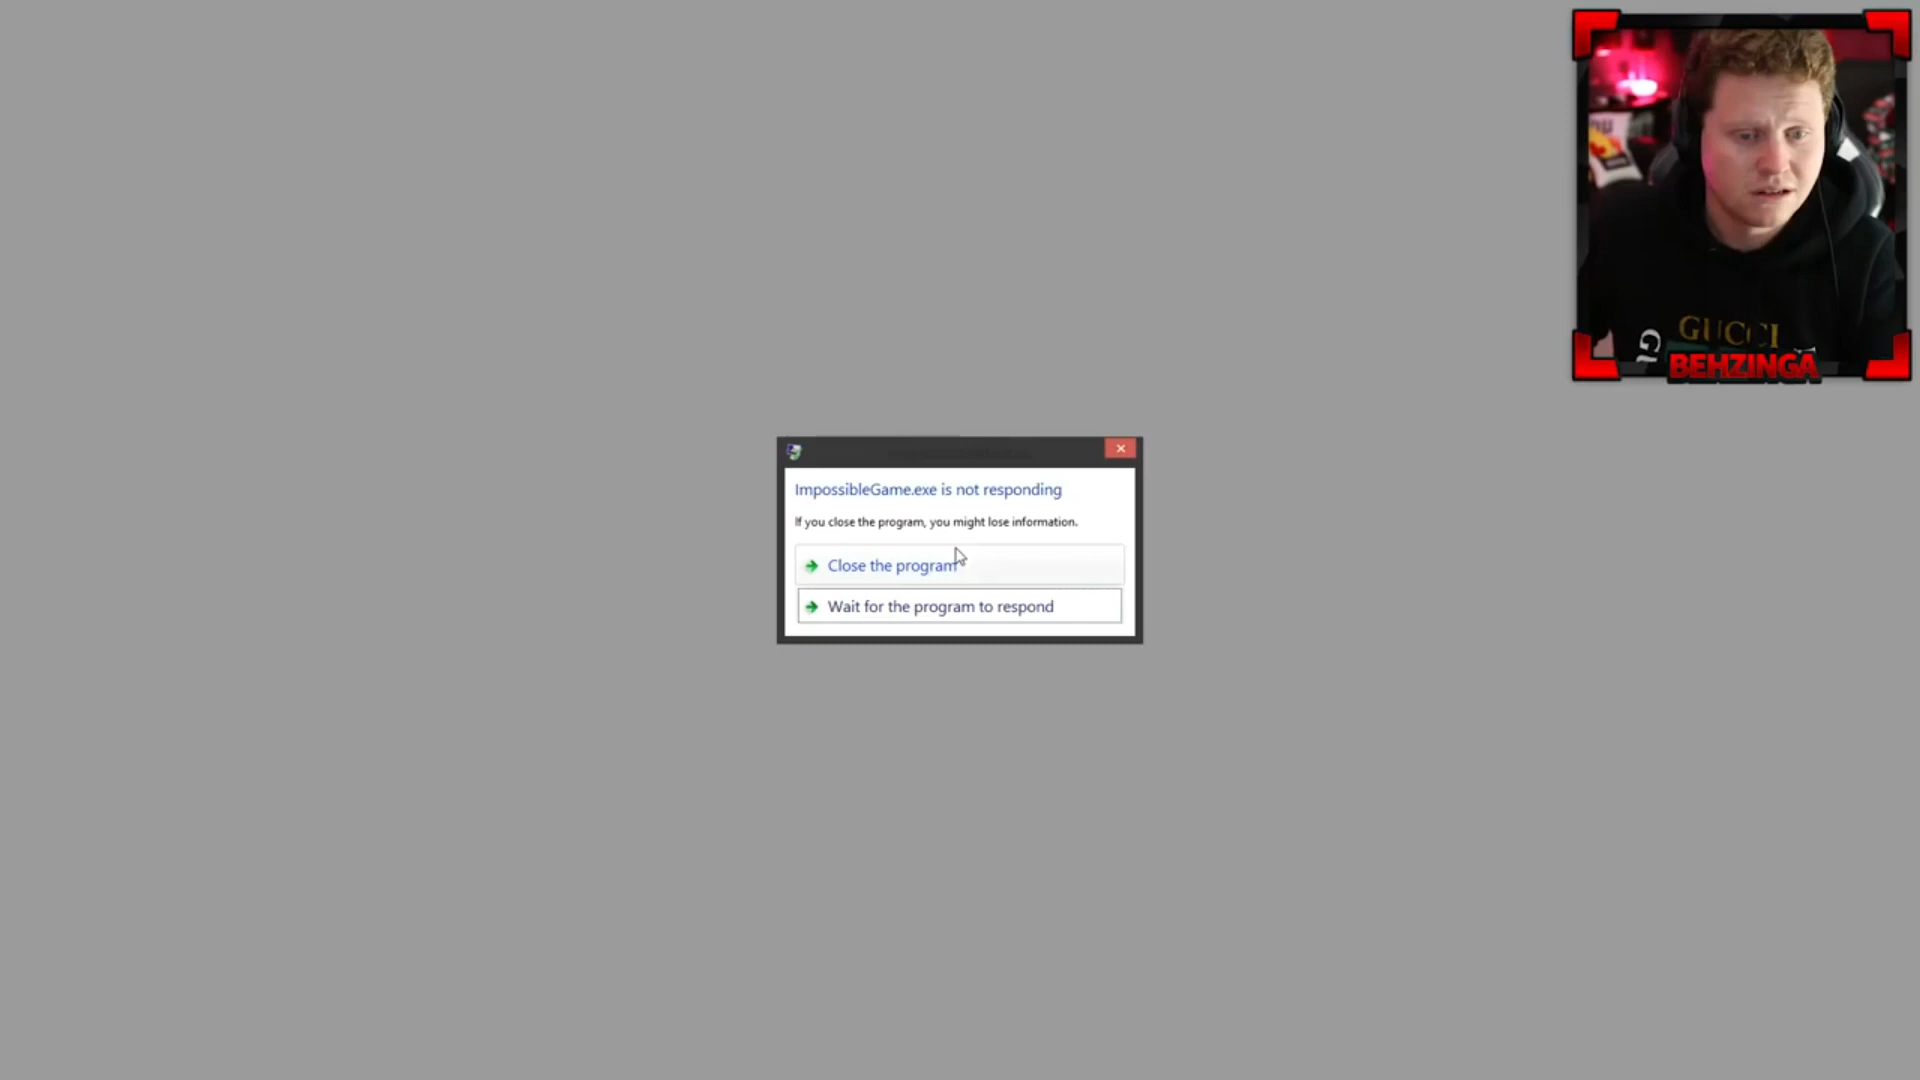 GUCCI
BEHZINGA
ImpossibleGame.exe is not responding
If you close the program, you might lose information.
Close the program
Wait for the program to respond